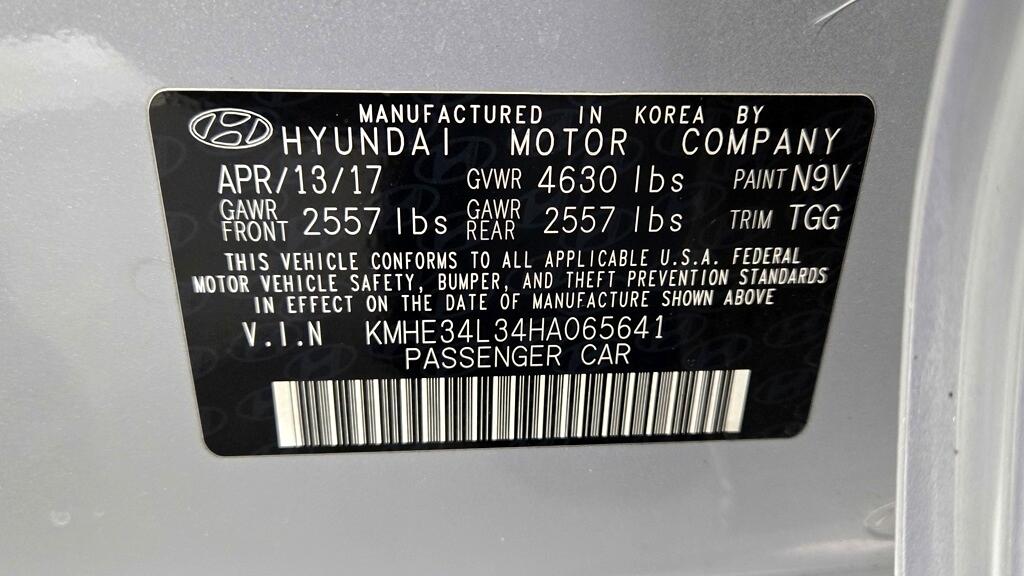 MANUFACTURED IN KOREA BY
HYUNDAI MOTOR COMPANY
APR/13/17 GVWR 4630 lbs PAINT N9V
GAWR FRONT 2557 lbs GAWR REAR 2557 lbs TRIM TGG
THIS VEHICLE CONFORMS TO ALL APPLICABLE U.S.A. FEDERAL
MOTOR VEHICLE SAFETY, BUMPER, AND THEFT PREVENTION STANDARDS
IN EFFECT ON THE DATE OF MANUFACTURE SHOWN ABOVE
V.I.N KMHE34L34HA065641
PASSENGER CAR